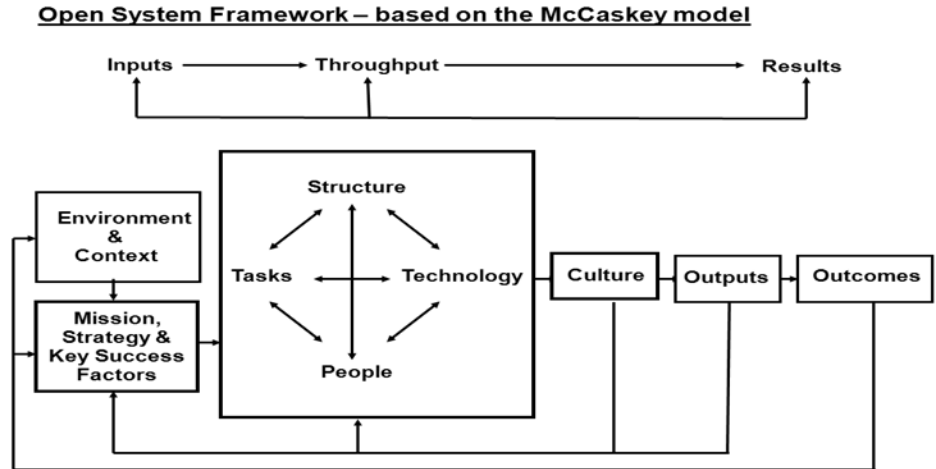 Open System Framework – based on the McCaskey model
Inputs
Throughput
Results
Environment
&
Context
Mission,
Strategy &
Key Success
Factors
Structure
Tasks
Technology
People
Culture
Outputs
Outcomes